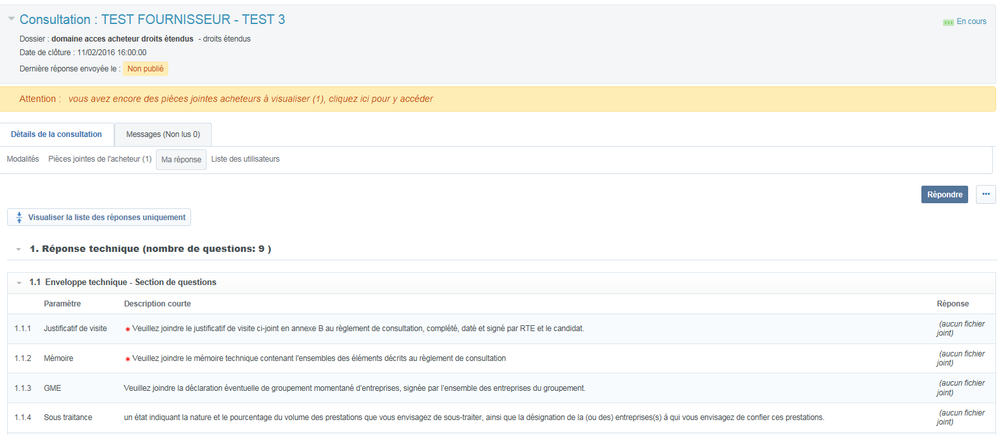 Consultation : TEST FOURNISSEUR - TEST 3
En cours
Dossier : domaine acces acheteur droits étendus - droits étendus
Date de clôture : 11/02/2016 16:00:00
Dernière réponse envoyée le : Non publié
Attention : vous avez encore des pièces jointes acheteurs à visualiser (1), cliquez ici pour y accéder
Détails de la consultation Messages (Non lus 0)
Modalités Pièces jointes de l'acheteur (1) Ma réponse Liste des utilisateurs
Répondre ...
Visualiser la liste des réponses uniquement
1. Réponse technique (nombre de questions: 9 )
1.1 Enveloppe technique - Section de questions
Paramètre Description courte Réponse
1.1.1 Justificatif de visite * Veuillez joindre le justificatif de visite ci-joint en annexe B au règlement de consultation, complété, daté et signé par RTE et le candidat. (aucun fichier
joint)
1.1.2 Mémoire * Veuillez joindre le mémoire technique contenant l'ensembles des éléments décrits au règlement de consultation (aucun fichier
joint)
1.1.3 GME Veuillez joindre la déclaration éventuelle de groupement momentané d'entreprises, signée par l'ensemble des entreprises du groupement. (aucun fichier
joint)
1.1.4 Sous traitance un état indiquant la nature et le pourcentage du volume des prestations que vous envisagez de sous-traiter, ainsi que la désignation de la (ou des) entreprises(s) à qui vous envisagez de confier ces prestations. (aucun fichier
joint)